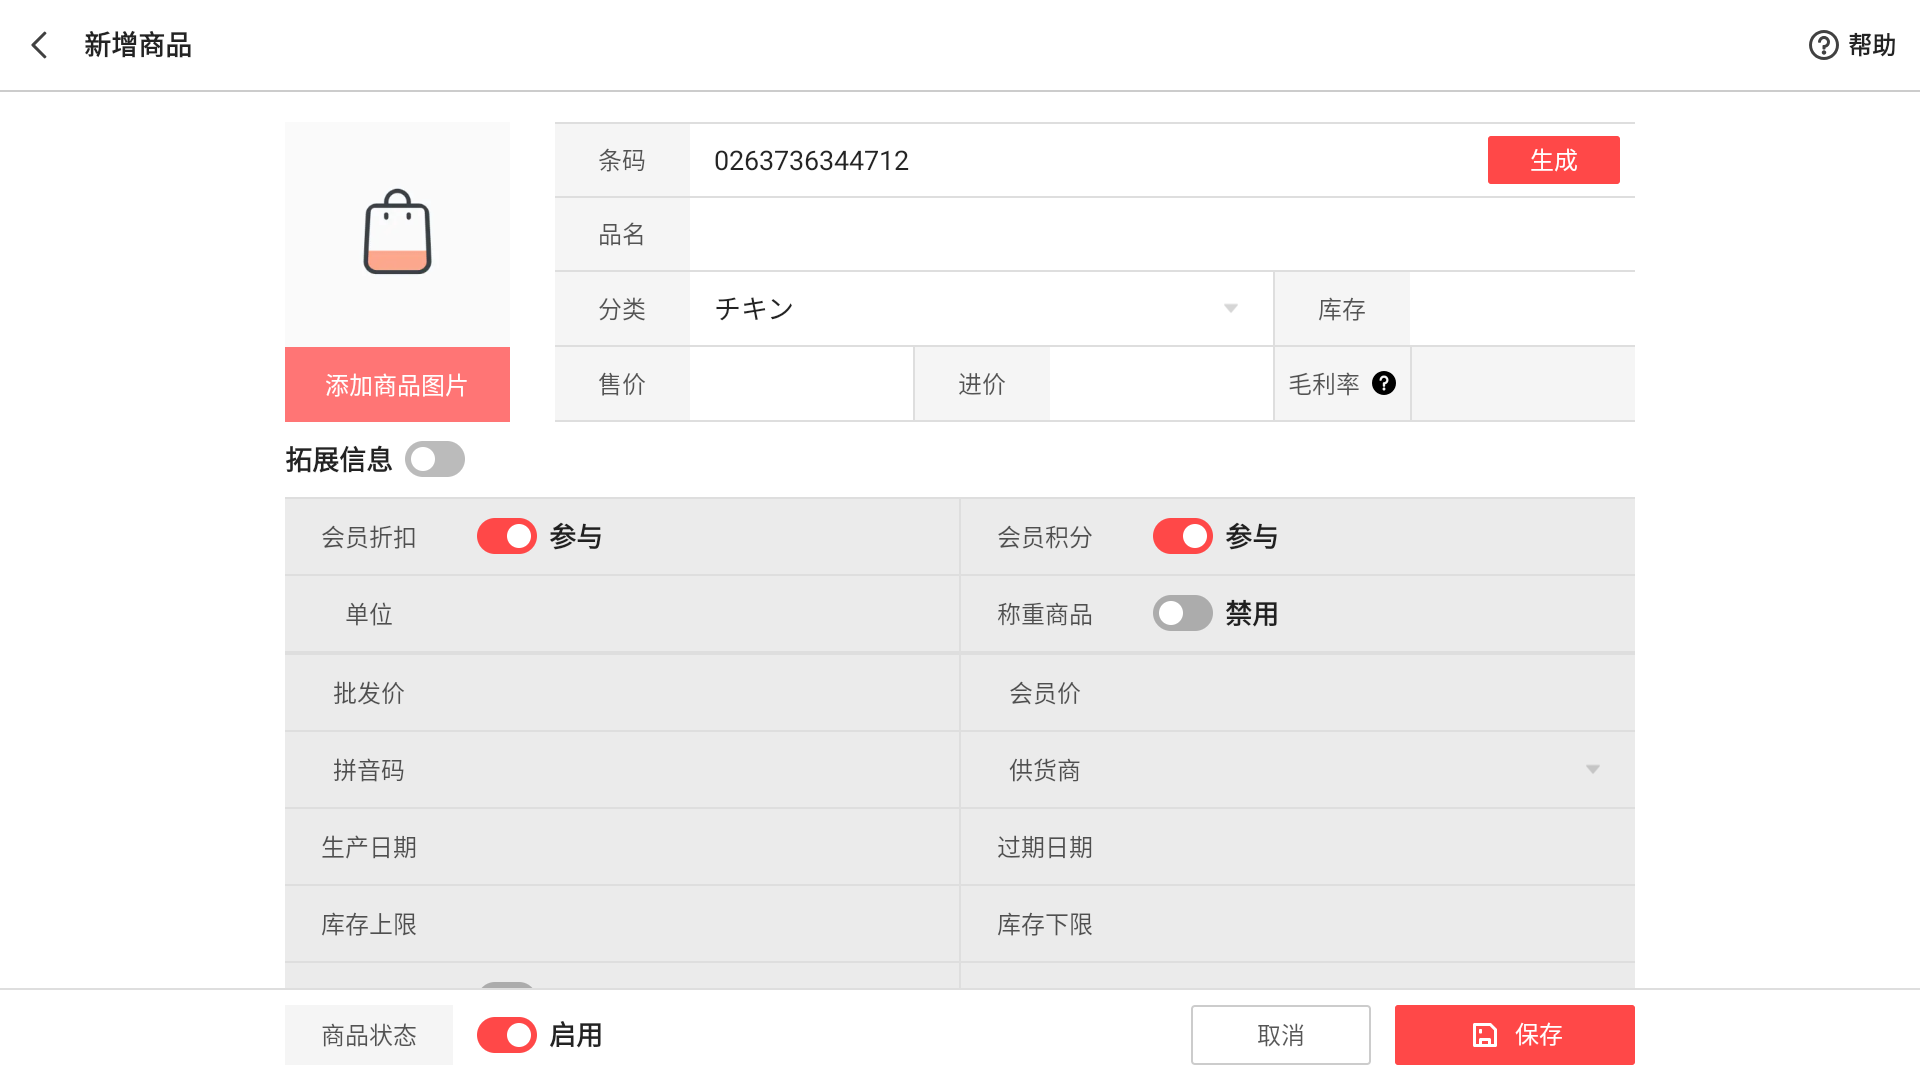 新增商品
帮助
条码 0263736344712 生成
品名
分类 チキン 库存
售价 进价 毛利率
添加商品图片
拓展信息
会员折扣 参与 会员积分 参与
单位 称重商品 禁用
批发价 会员价
拼音码 供货商
生产日期 过期日期
库存上限 库存下限
商品状态 启用 取消 保存